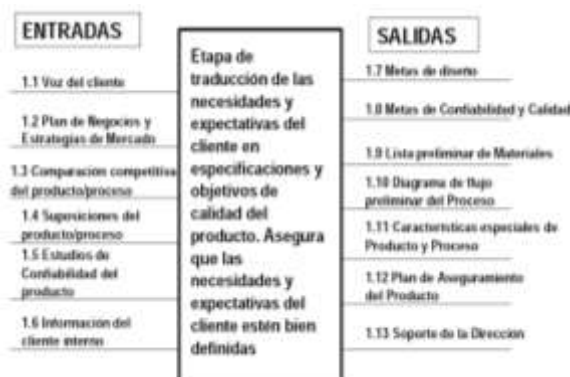 ENTRADAS
1.1 Voz del cliente
1.2 Plan de Negocios y
Estrategias de Mercado
1.3 Comparación competitiva
del producto/proceso
1.4 Suposiciones del
producto/proceso
1.5 Estudios de
Confiabilidad del
producto
1.6 Información del
cliente interno
Etapa de
traducción de las
necesidades y
expectativas del
cliente en
especificaciones y
objetivos de
calidad del
producto. Asegura
que las
necesidades y
expectativas del
cliente estén bien
definidas
SALIDAS
1.7 Metas de diseño
1.8 Metas de Confiabilidad y Calidad
1.9 Lista preliminar de Materiales
1.10 Diagrama de flujo
preliminar del Proceso
1.11 Características especiales de
Producto y Proceso
1.12 Plan de Aseguramiento
del Producto
1.13 Soporte de la Dirección